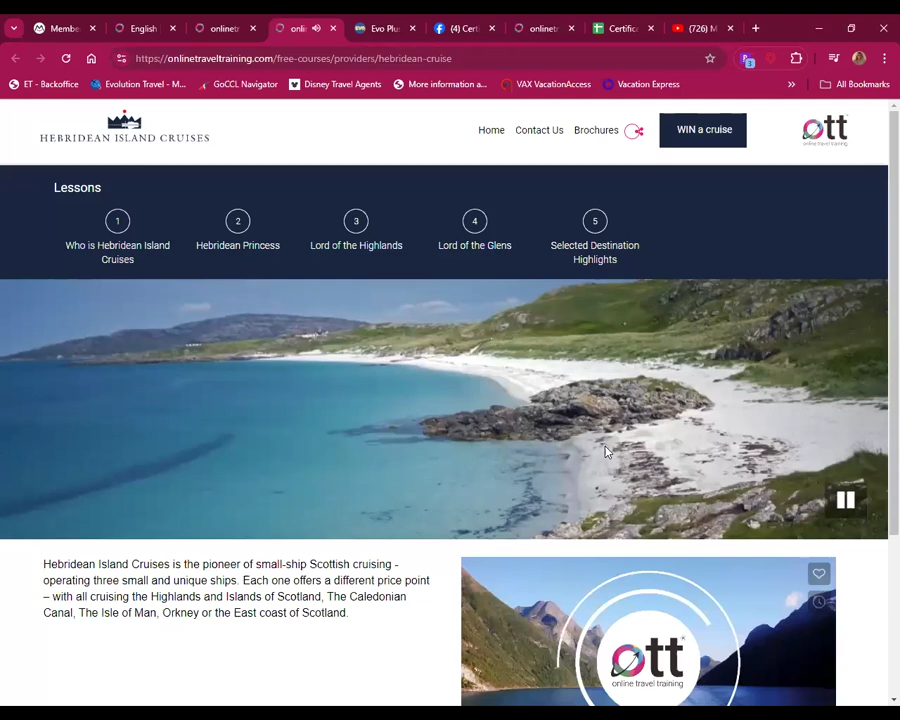 Membe
English
onlinetr
onli
Evo Plus
(4) Certi
onlinetr
Certifica
(726) M
https://onlinetraveltraining.com/free-courses/providers/hebridean-cruise
3
ET - Backoffice
Evolution Travel - M...
GoCCL Navigator
Disney Travel Agents
More information a...
VAX VacationAccess
Vacation Express
»
All Bookmarks
HEBRIDEAN ISLAND CRUISES
Home
Contact Us
Brochures
WIN a cruise
ott
online travel training
Lessons
1
2
3
4
5
Who is Hebridean Island
Cruises
Hebridean Princess
Lord of the Highlands
Lord of the Glens
Selected Destination
Highlights
Hebridean Island Cruises is the pioneer of small-ship Scottish cruising -
operating three small and unique ships. Each one offers a different price point
– with all cruising the Highlands and Islands of Scotland, The Caledonian
Canal, The Isle of Man, Orkney or the East coast of Scotland.
ott
online travel training